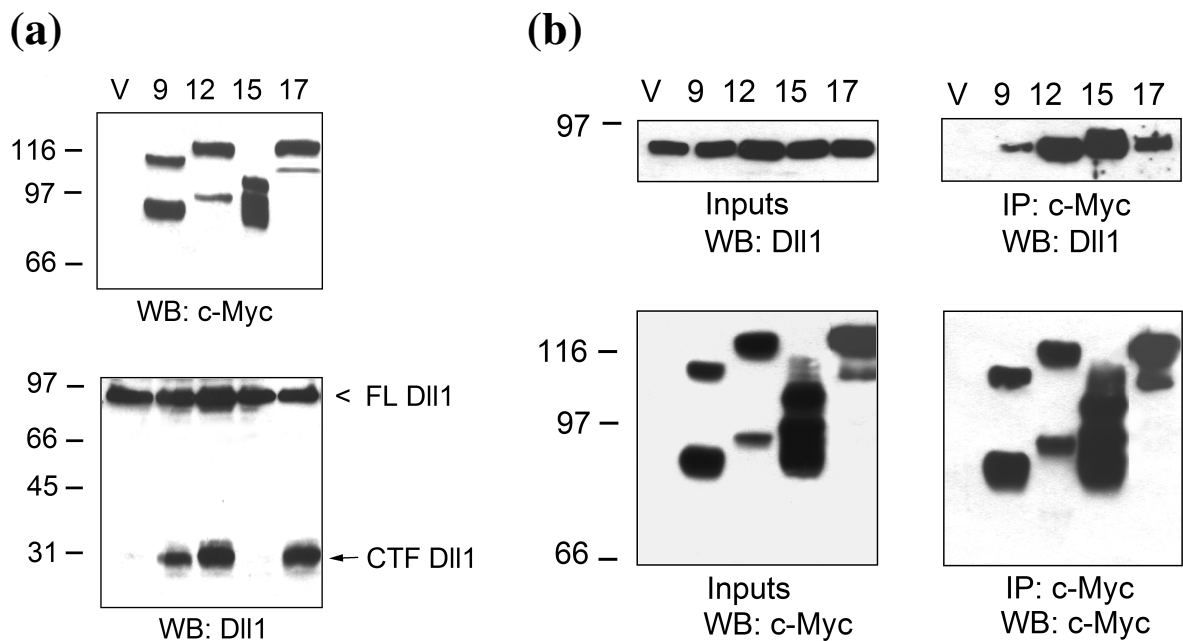 (a)
V 9 12 15 17
116
97
66
WB: c-Myc
97
66
45
31
< FL Dll1
CTF Dll1
WB: Dll1
(b)
V 9 12 15 17
97
Inputs
WB: Dll1
V 9 12 15 17
IP: c-Myc
WB: Dll1
116
97
66
Inputs
WB: c-Myc
IP: c-Myc
WB: c-Myc